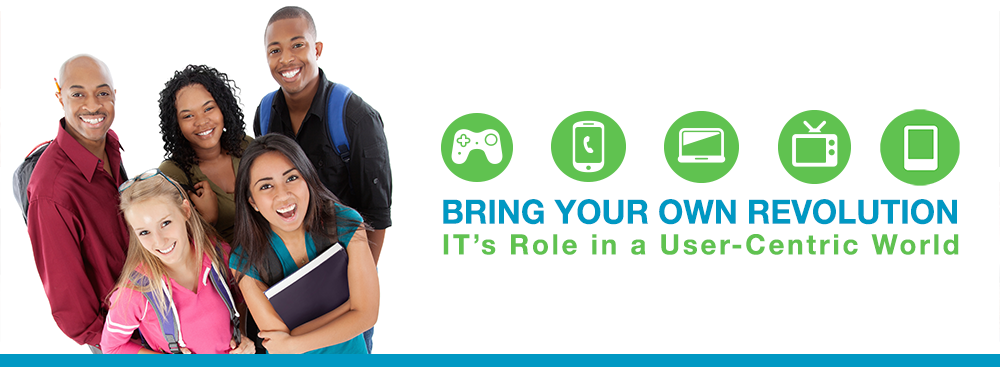 BRING YOUR OWN REVOLUTION
IT's Role in a User-Centric World